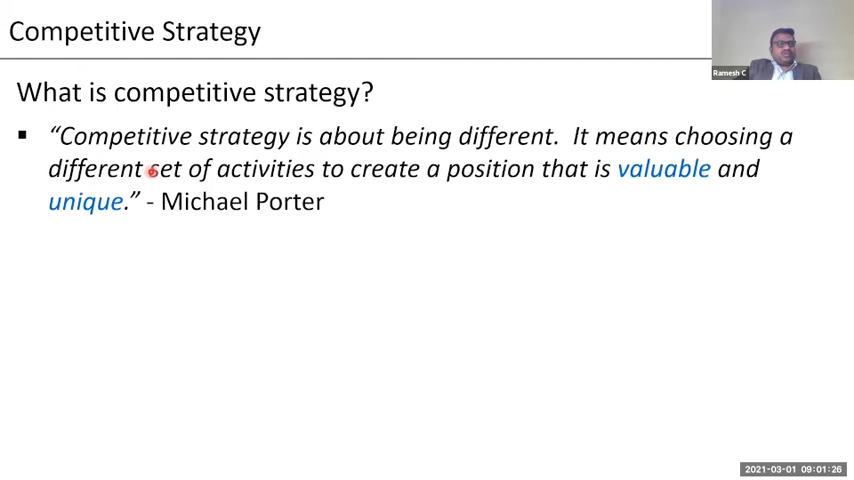 Competitive Strategy
Ramesh C
What is competitive strategy?
▪ “Competitive strategy is about being different.  It means choosing a
different set of activities to create a position that is valuable and
unique.” - Michael Porter
2021-03-01 09:01:26